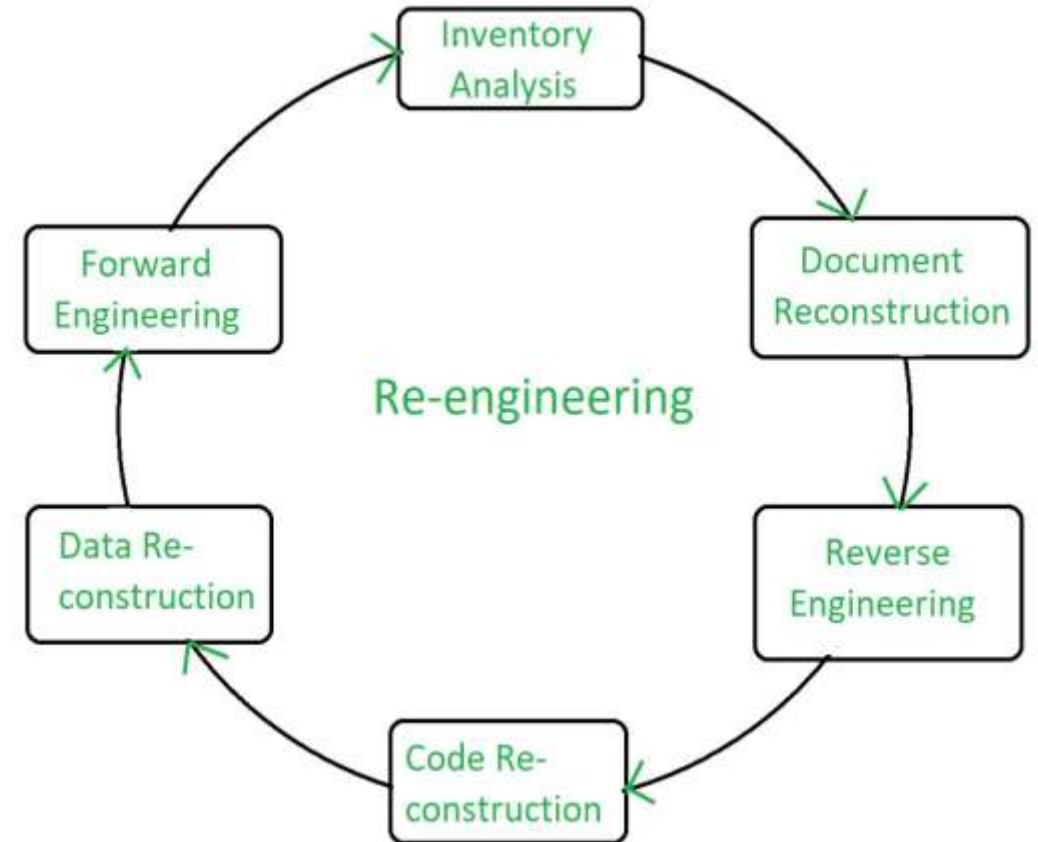 Inventory
Analysis
Document
Reconstruction
Reverse
Engineering
Code Re-
construction
Data Re-
construction
Forward
Engineering
Re-engineering